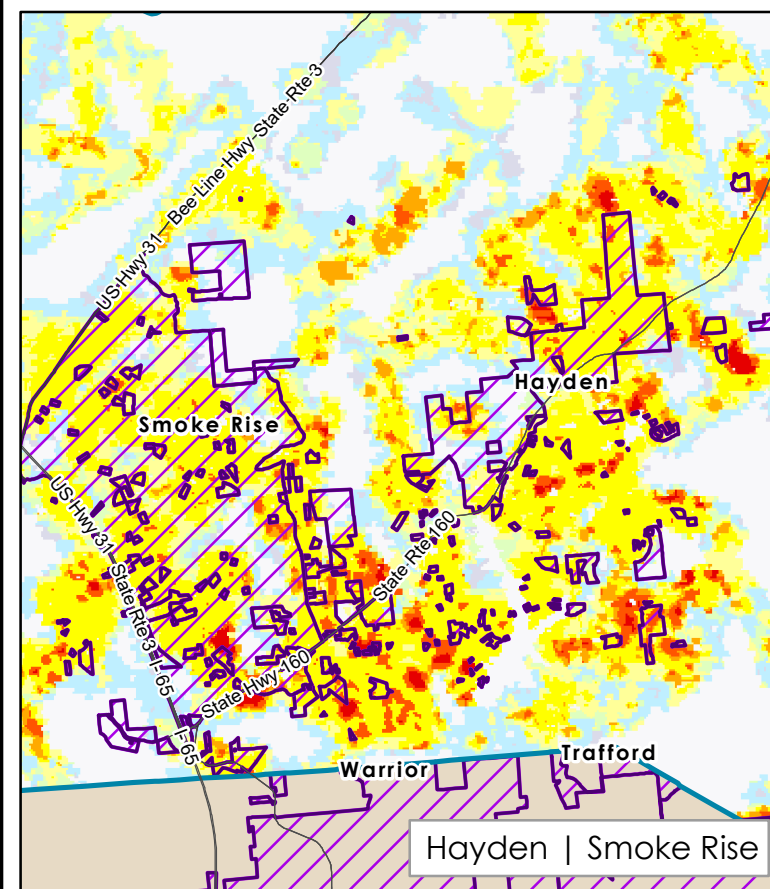 US Hwy 31 Bee Line Hwy State Rte 3
Hayden
Smoke Rise
US Hwy 31 State Rte 3 I- 65
State Rte 160
State Hwy 160
I- 65
Trafford
Warrior
Hayden | Smoke Rise